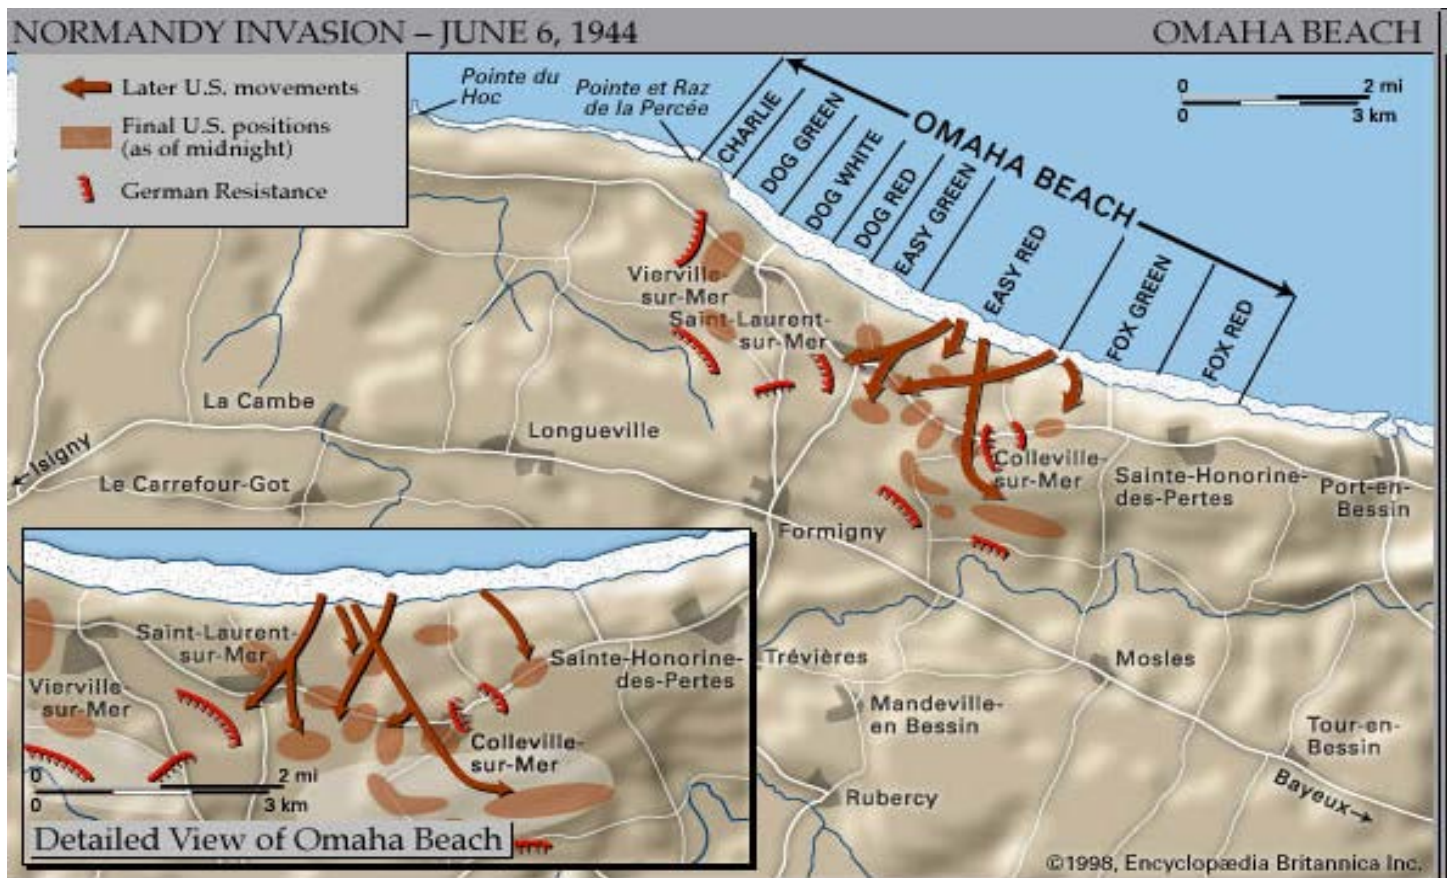 NORMANDY INVASION – JUNE 6, 1944
OMAHA BEACH
Later U.S. movements
Final U.S. positions
(as of midnight)
German Resistance
Pointe du
Hoc
Pointe et Raz
de la Percée
CHARLIE
DOG GREEN
DOG WHITE
DOG RED
EASY GREEN
EASY RED
FOX GREEN
FOX RED
OMAHA BEACH
0 2 mi
0 3 km
Vierville-
sur-Mer
Saint-Laurent-
sur-Mer
La Cambe
Longueville
Isigny
Le Carrefour-Got
Colleville-
sur-Mer
Sainte-Honorine-
des-Pertes
Port-en-
Bessin
Formigny
Trévières
Mosles
Mandeville-
en Bessin
Tour-en-
Bessin
Rubercy
Bayeux
Saint-Laurent-
sur-Mer
Vierville-
sur-Mer
Sainte-Honorine-
des-Pertes
Colleville-
sur-Mer
0 2 mi
0 3 km
Detailed View of Omaha Beach
©1998, Encyclopædia Britannica Inc.